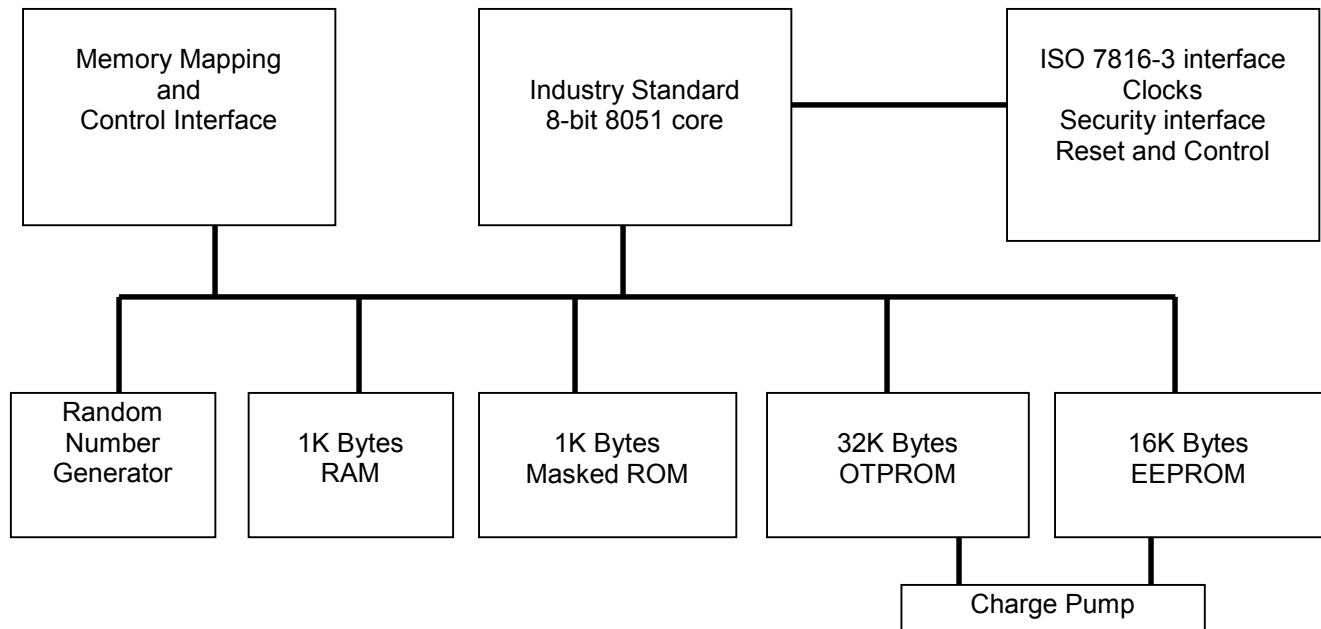 Memory Mapping
and
Control Interface
Industry Standard
8-bit 8051 core
ISO 7816-3 interface
Clocks
Security interface
Reset and Control
Random
Number
Generator
1K Bytes
RAM
1K Bytes
Masked ROM
32K Bytes
OTPROM
16K Bytes
EEPROM
Charge Pump